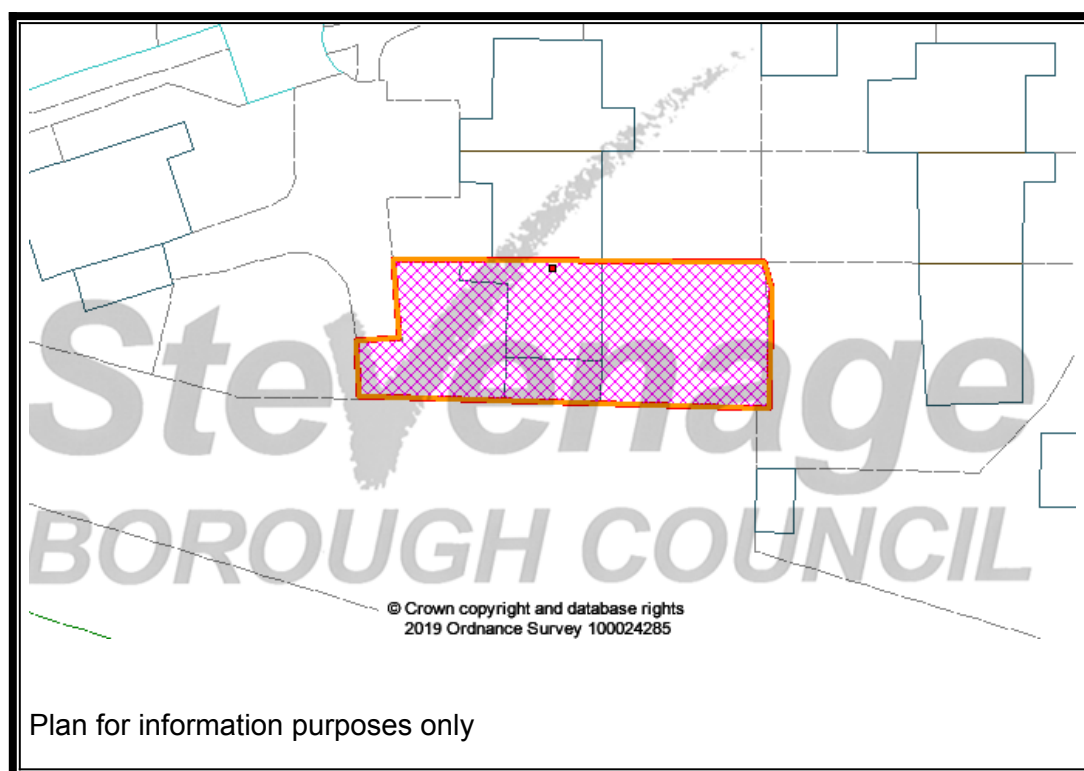 Stevenage
BOROUGH COUNCIL
© Crown copyright and database rights
2019 Ordnance Survey 100024285
Plan for information purposes only